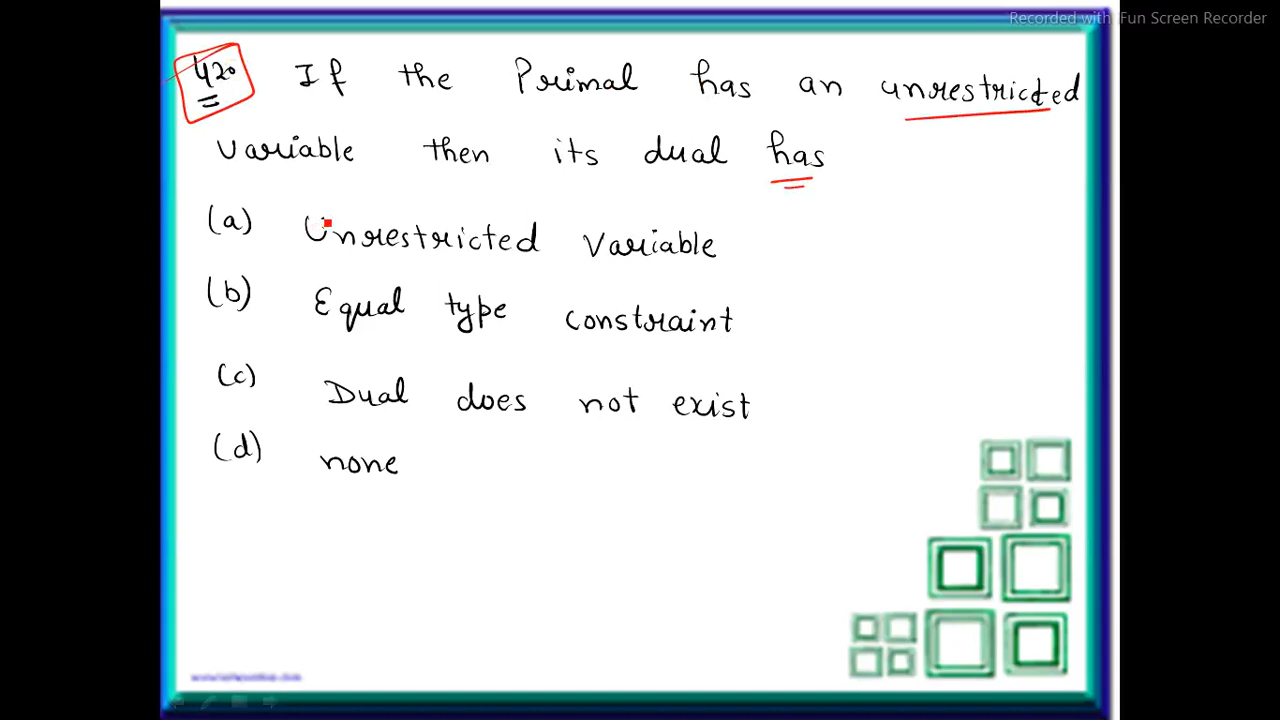 Recorded with iFun Screen Recorder
420 If the Primal has an unrestricted
variable then its dual has
(a) Unrestricted Variable
(b) Equal type constraint
(c) Dual does not exist
(d) none